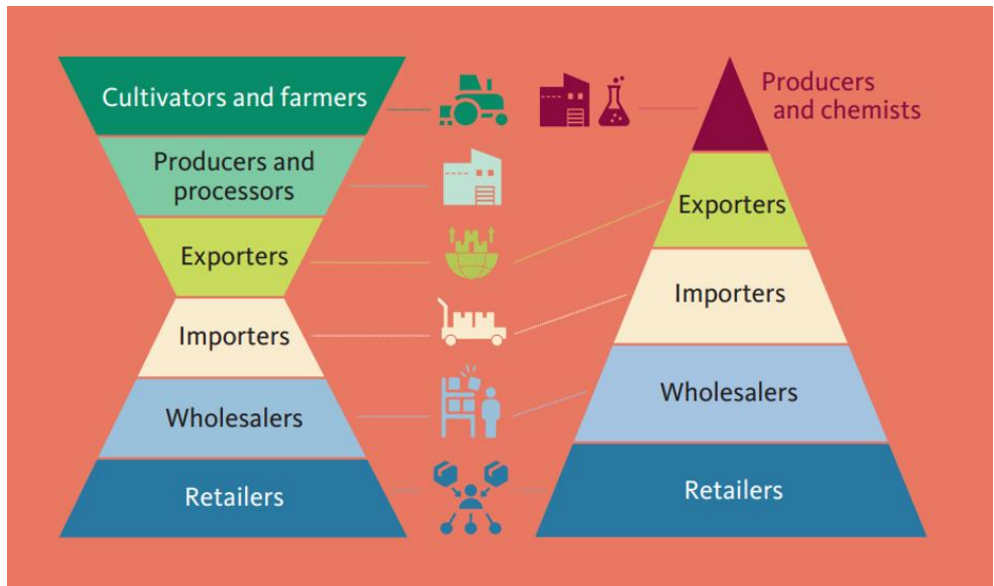 Cultivators and farmers
Producers and
processors
Exporters
Importers
Wholesalers
Retailers
Producers
and chemists
Exporters
Importers
Wholesalers
Retailers